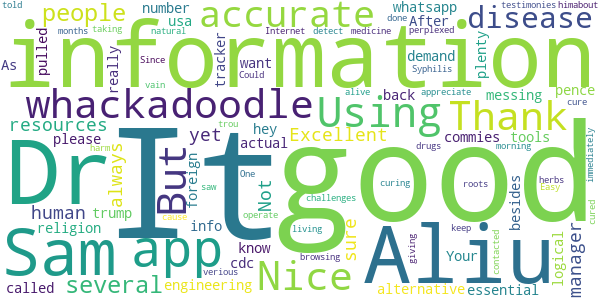 told people number usa whatsapp done After Internet detect medicine perplexed testimonies himabout
accurate disease
months taking natural vain Could want demand Syphilis plenty
As pulled really Since tracker
information
whackadoodle Using Thank
back messing alive appreciate pence cure
resources yet hey Excellent commies tools
please actual trou drugs morning
Dr It good
always harm But foreign saw Not One operate challenges curing roots herbs Easy immediately
human trump info sure living besides logical manager cured
religion cdc know browsing giving keep contacted Your
Sam app Nice Aliu
several engineering cause verious alternative essential